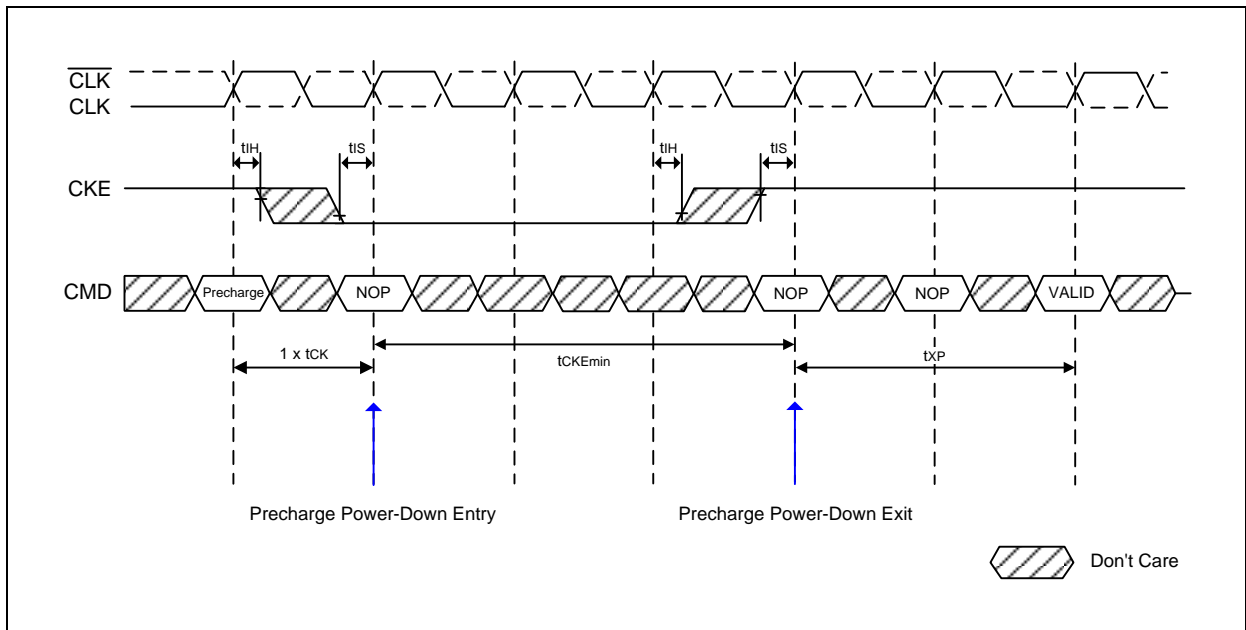 CLK
CLK
tIH
tIS
tIH
tIS
CKE
CMD
Precharge
NOP
NOP
NOP
VALID
1 x tCK
tCKEmin
tXP
Precharge Power-Down Entry
Precharge Power-Down Exit
Don't Care